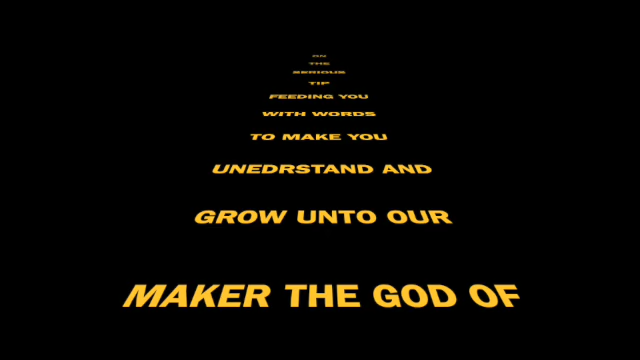 ON
THE
SERIOUS
TIP
FEEDING YOU
WITH WORDS
TO MAKE YOU
UNEDRSTAND AND
GROW UNTO OUR
MAKER THE GOD OF